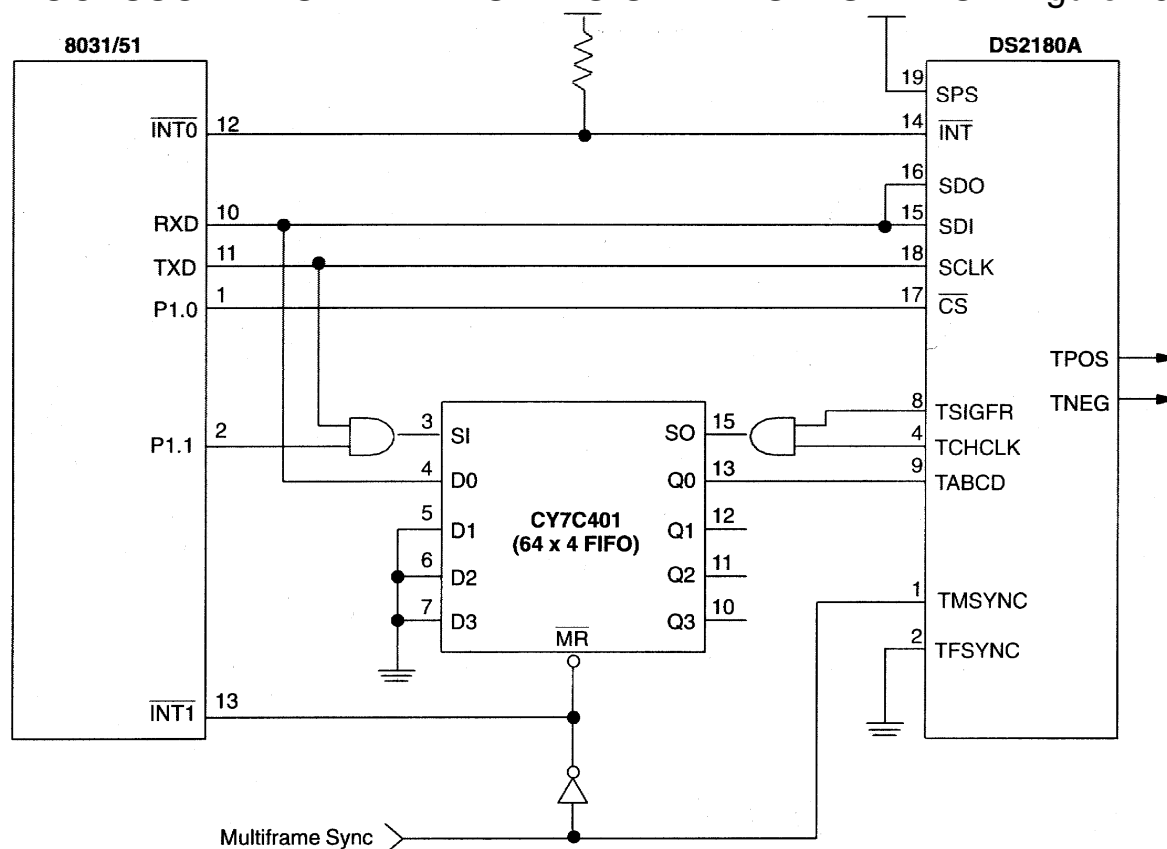 8031/51
DS2180A
19
SPS
INT0
12
14
INT
16
SDO
RXD
10
15
SDI
TXD
11
18
SCLK
P1.0
1
17
CS
TPOS
TNEG
8
TSIGFR
4
TCHCLK
9
TABCD
P1.1
2
3
SI
SO
15
4
D0
Q0
13
5
D1
Q1
12
CY7C401
(64 x 4 FIFO)
6
D2
Q2
11
7
D3
Q3
10
MR
1
TMSYNC
2
TFSYNC
INT1
13
Multiframe Sync